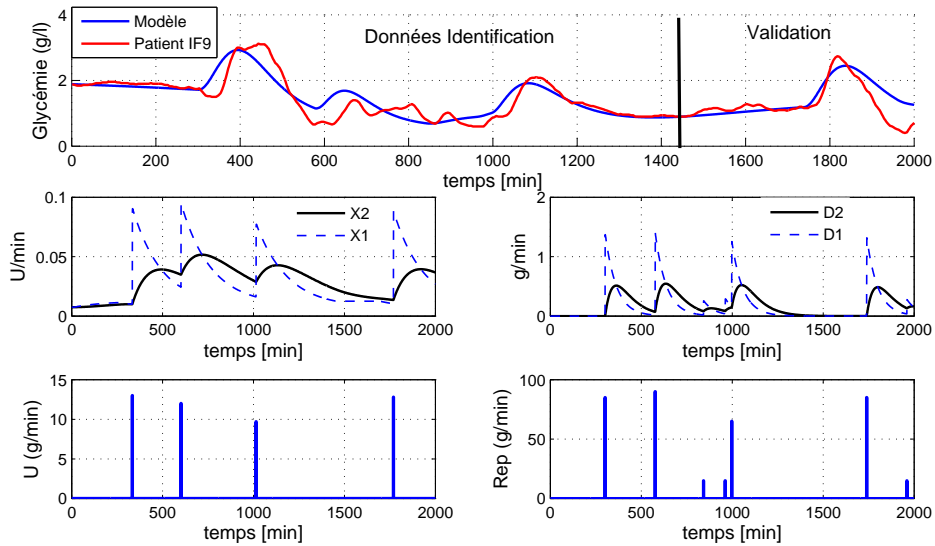 Modèle
Patient IF9
Données Identification
Validation
Glycémie (g/l)
4
2
0
0 200 400 600 800 1000 1200 1400 1600 1800 2000
temps [min]
X2
X1
U/min
0.1
0.05
0
0 500 1000 1500 2000
temps [min]
D2
D1
g/min
2
1
0
0 500 1000 1500 2000
temps [min]
U (g/min)
15
10
5
0
0 500 1000 1500 2000
temps [min]
Rep (g/min)
100
50
0
0 500 1000 1500 2000
temps [min]